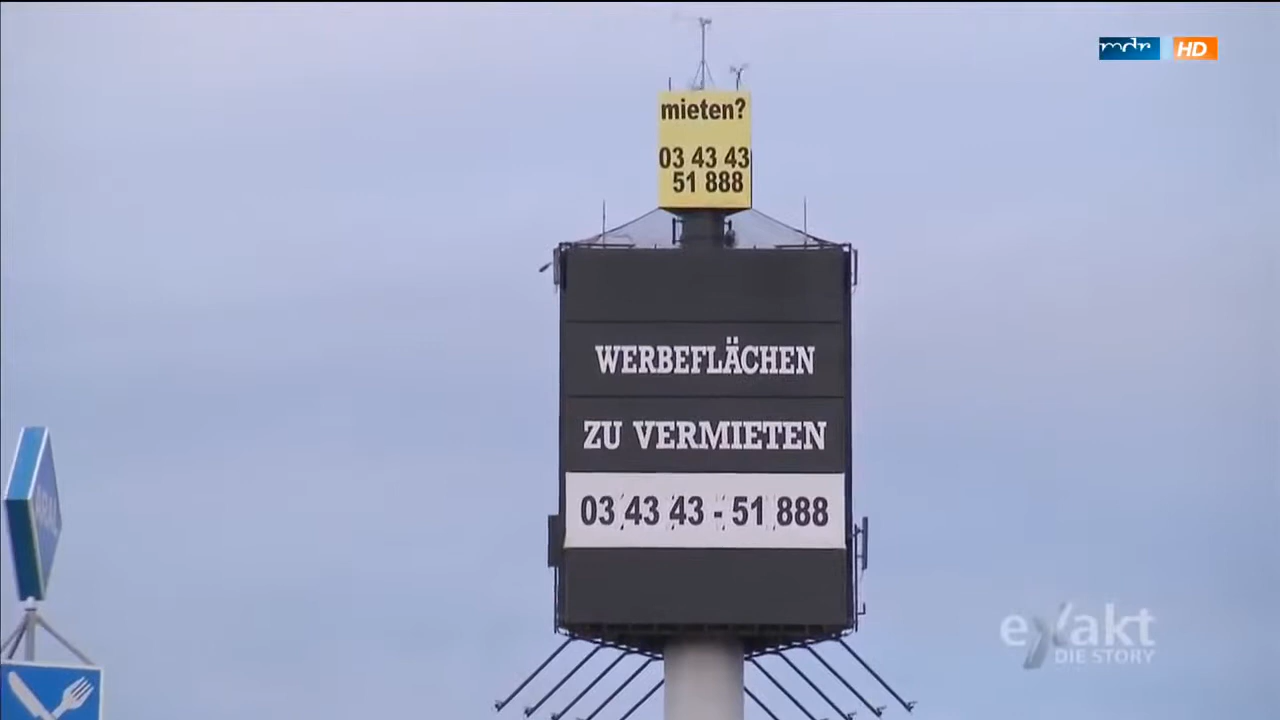 mdr HD
mieten?
03 43 43
51 888
WERBEFLÄCHEN
ZU VERMIETEN
03 43 43 - 51 888
ARAL
exakt
DIE STORY